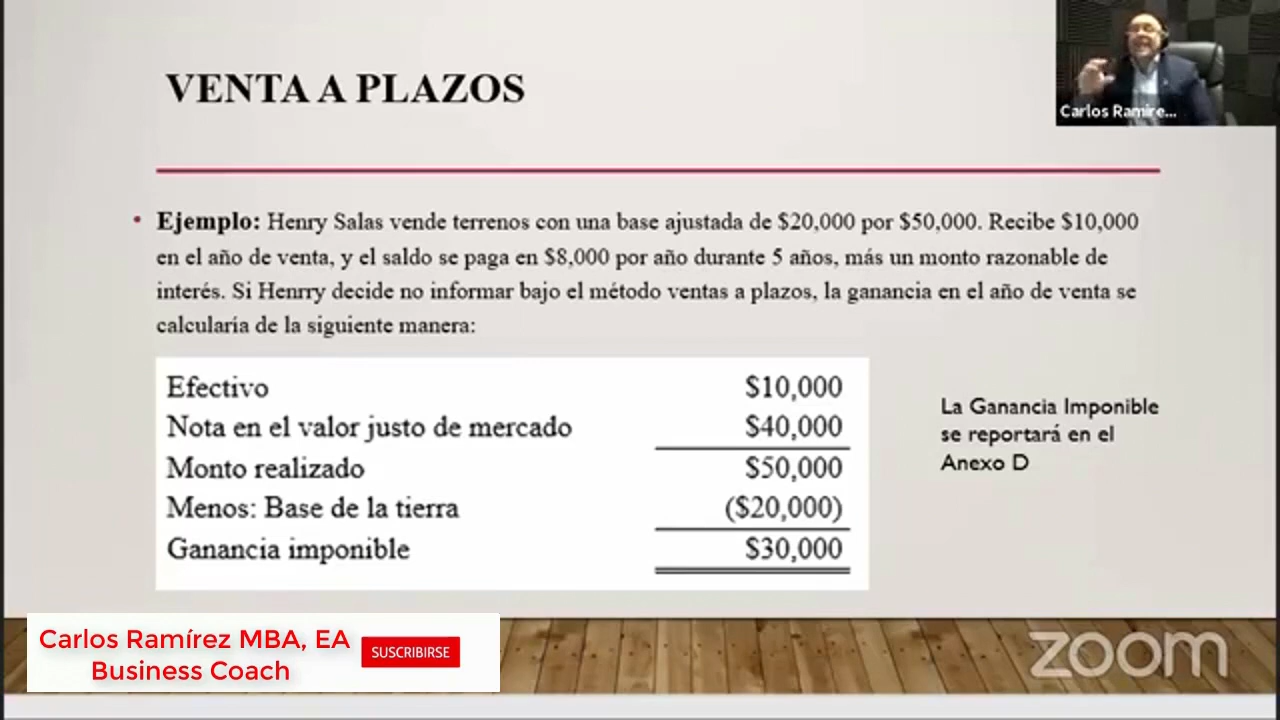 VENTA A PLAZOS
Carlos Ramíre...
• Ejemplo: Henry Salas vende terrenos con una base ajustada de $20,000 por $50,000. Recibe $10,000
en el año de venta, y el saldo se paga en $8,000 por año durante 5 años, más un monto razonable de
interés. Si Henrry decide no informar bajo el método ventas a plazos, la ganancia en el año de venta se
calcularía de la siguiente manera:
Efectivo $10,000
Nota en el valor justo de mercado $40,000
Monto realizado $50,000
Menos: Base de la tierra ($20,000)
Ganancia imponible $30,000
La Ganancia Imponible
se reportará en el
Anexo D
Carlos Ramírez MBA, EA
Business Coach
SUSCRIBIRSE
zoom